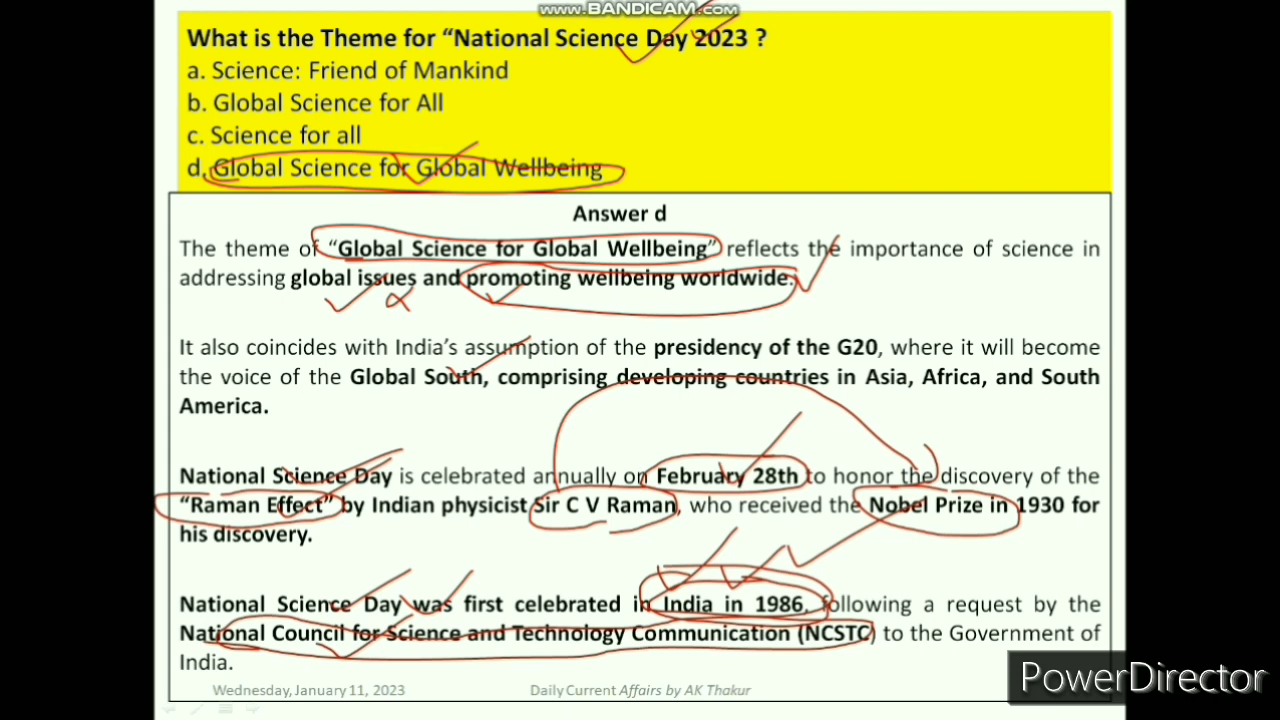 WWW.BANDICAM.COM
What is the Theme for “National Science Day 2023 ?
a. Science: Friend of Mankind
b. Global Science for All
c. Science for all
d. Global Science for Global Wellbeing
Answer d
The theme of “Global Science for Global Wellbeing” reflects the importance of science in
addressing global issues and promoting wellbeing worldwide.
It also coincides with India’s assumption of the presidency of the G20, where it will become
the voice of the Global South, comprising developing countries in Asia, Africa, and South
America.
National Science Day is celebrated annually on February 28th to honor the discovery of the
“Raman Effect” by Indian physicist Sir C V Raman, who received the Nobel Prize in 1930 for
his discovery.
National Science Day was first celebrated in India in 1986, following a request by the
National Council for Science and Technology Communication (NCSTC) to the Government of
India.
Wednesday, January 11, 2023
Daily Current Affairs by AK Thakur
PowerDirector